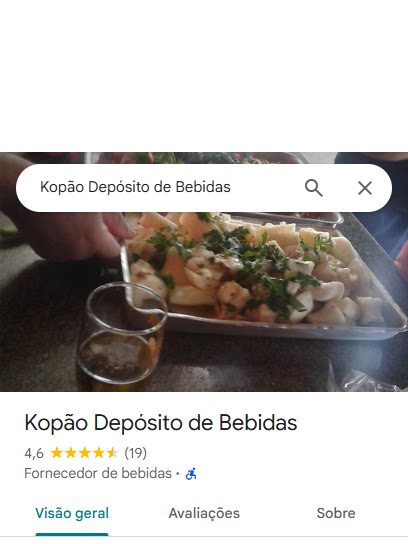 Kopão Depósito de Bebidas
Kopão Depósito de Bebidas
4,6 (19)
Fornecedor de bebidas ·
Visão geral Avaliações Sobre